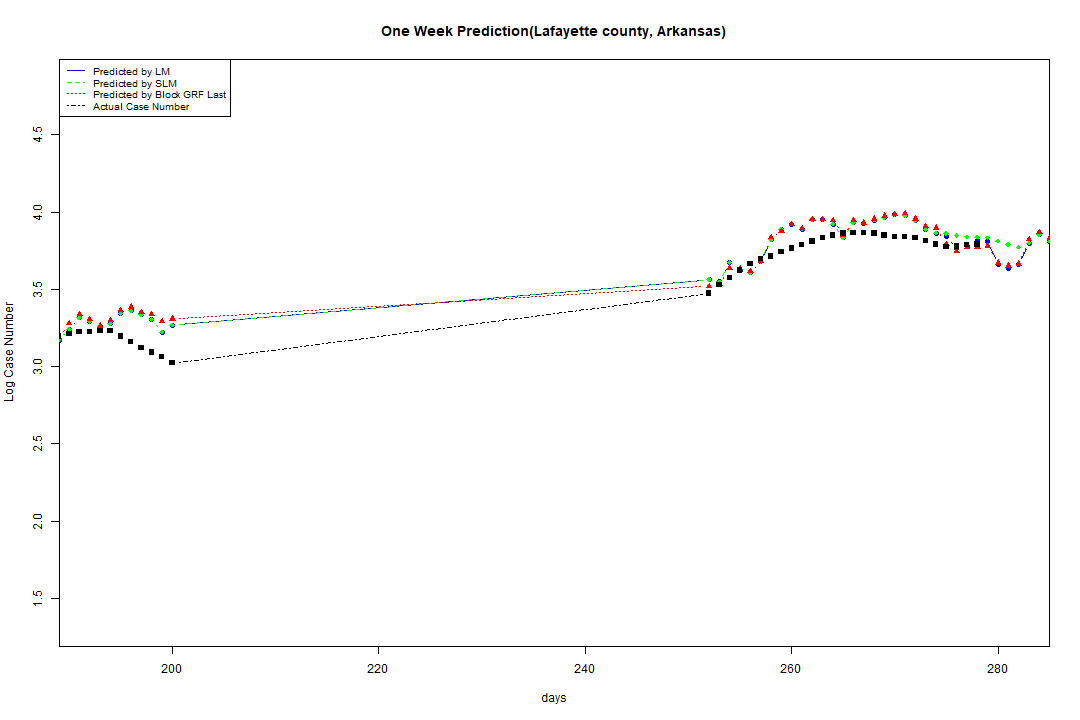 One Week Prediction(Lafayette county, Arkansas)
Predicted by LM
Predicted by SLM
Predicted by Block GRF Last
Actual Case Number
4.5
4.0
3.5
3.0
2.5
2.0
1.5
Log Case Number
200
220
240
260
280
days